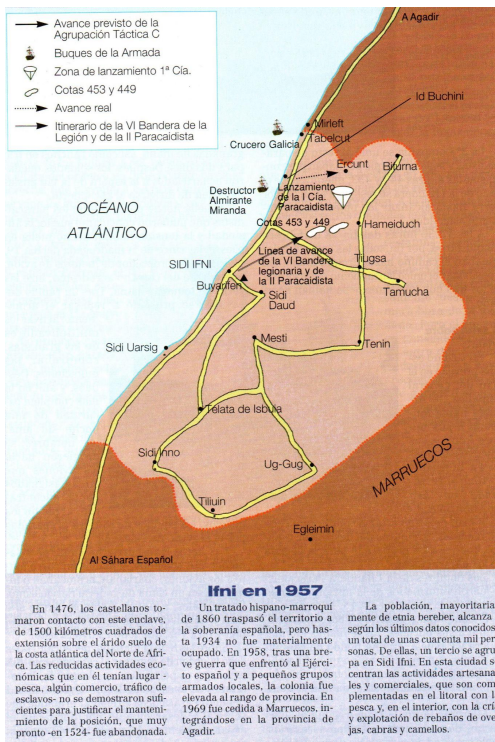 Avance previsto de la
Agrupación Táctica C
Buques de la Armada
Zona de lanzamiento 1ª Cía.
Cotas 453 y 449
Avance real
Itinerario de la VI Bandera de la
Legión y de la II Paracaidista
A Agadir
Id Buchini
Mirleft
Tabelcut
Crucero Galicia
Ercunt
Biturna
Destructor
Almirante
Miranda
Lanzamiento
de la I Cía.
Paracaidista
OCÉANO
ATLÁNTICO
Cotas 453 y 449
Hameiduch
Línea de avance
de la VI Bandera
legionaria y de
la II Paracaidista
SIDI IFNI
Tiugsa
Buyarifen
Sidi
Daud
Tamucha
Mesti
Tenin
Sidi Uarsig
Telata de Isbuia
Sidi Inno
Ug-Gug
MARRUECOS
Tiliuin
Egleimin
Al Sáhara Español
Ifni en 1957
En 1476, los castellanos to-
maron contacto con este enclave,
de 1500 kilómetros cuadrados de
extensión sobre el árido suelo de
la costa atlántica del Norte de Afri-
ca. Las reducidas actividades eco-
nómicas que en él tenían lugar -
pesca, algún comercio, tráfico de
esclavos- no se demostraron sufi-
cientes para justificar el manteni-
miento de la posición, que muy
pronto -en 1524- fue abandonada.
Un tratado hispano-marroquí
de 1860 traspasó el territorio a
la soberanía española, pero has-
ta 1934 no fue materialmente
ocupado. En 1958, tras una bre-
ve guerra que enfrentó al Ejérci-
to español y a pequeños grupos
armados locales, la colonia fue
elevada al rango de provincia. En
1969 fue cedida a Marruecos, in-
tegrándose en la provincia de
Agadir.
La población, mayoritaria-
mente de etnia bereber, alcanza
según los últimos datos conocidos
un total de unas cuarenta mil per-
sonas. De ellas, un tercio se agru-
pa en Sidi Ifni. En esta ciudad se
centran las actividades artesana-
les y comerciales, que son com-
plementadas en el litoral con la
pesca y, en el interior, con la cría
y explotación de rebaños de ove-
jas, cabras y camellos.